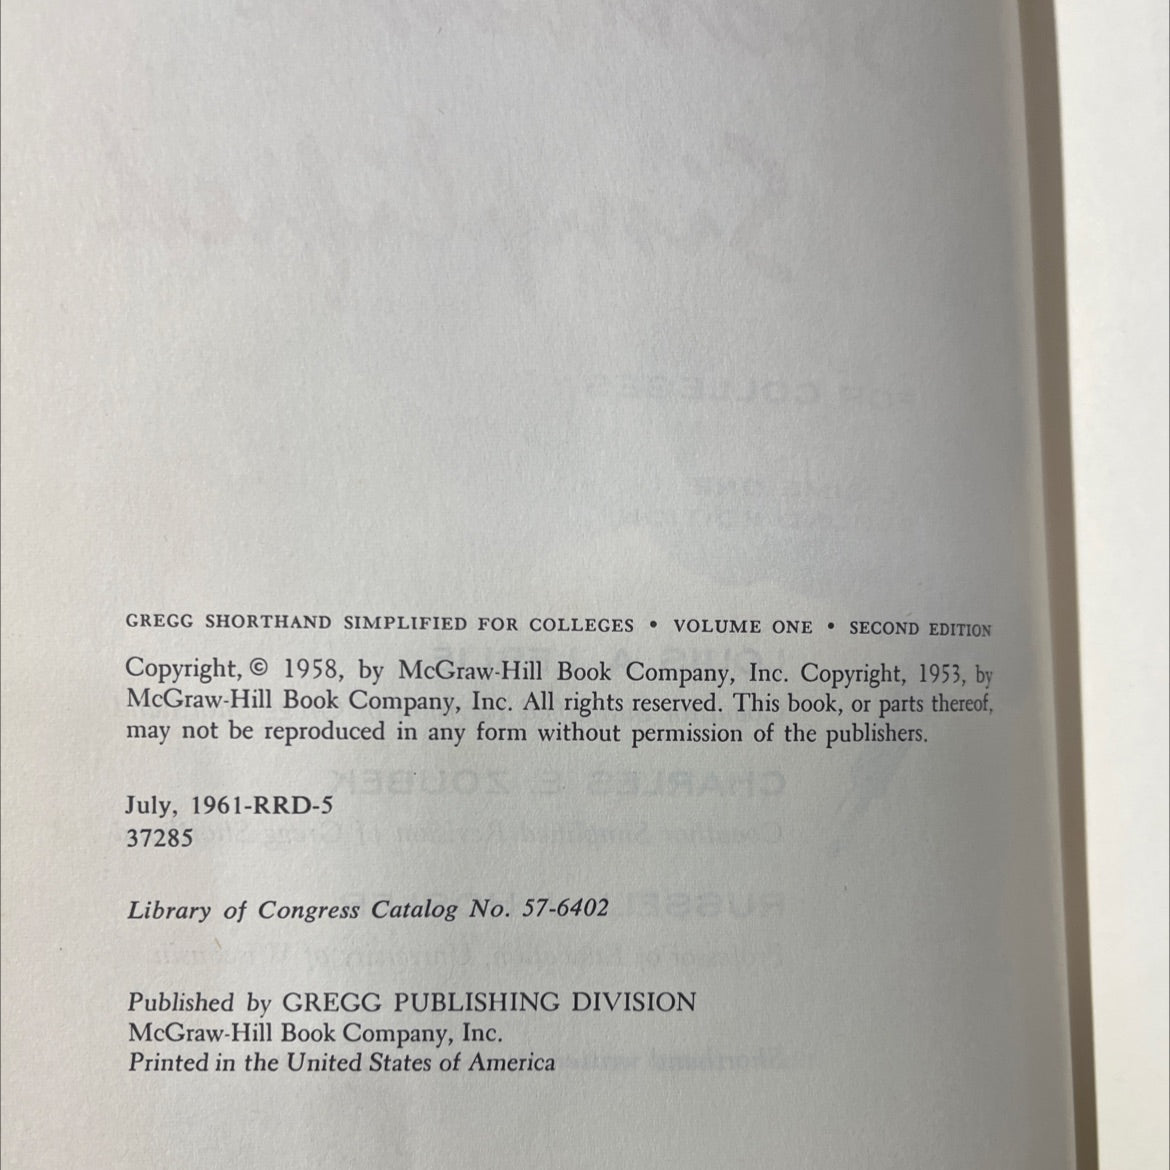 GREGG SHORTHAND SIMPLIFIED FOR COLLEGES • VOLUME ONE • SECOND EDITION
Copyright, © 1958, by McGraw-Hill Book Company, Inc. Copyright, 1953, by
McGraw-Hill Book Company, Inc. All rights reserved. This book, or parts thereof,
may not be reproduced in any form without permission of the publishers.
July, 1961-RRD-5
37285
Library of Congress Catalog No. 57-6402
Published by GREGG PUBLISHING DIVISION
McGraw-Hill Book Company, Inc.
Printed in the United States of America